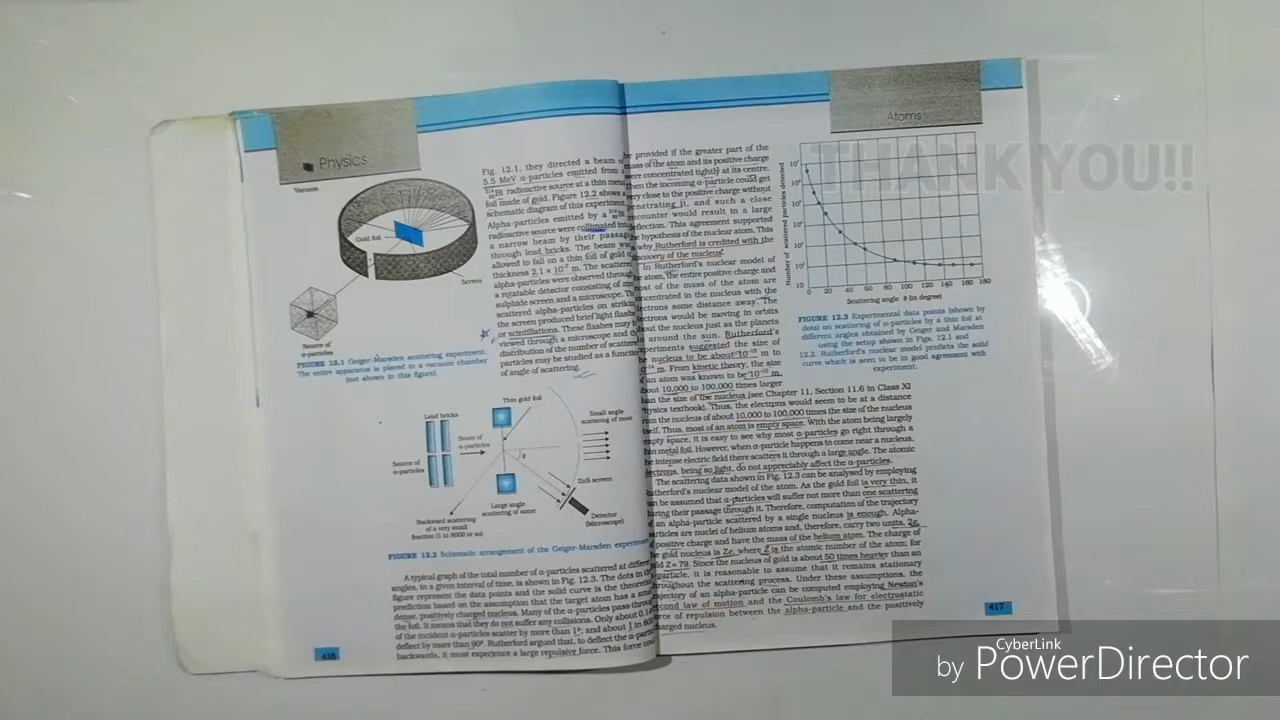 Physics
Vacuum
Gold foil
Screen
Source of
α-particles
FIGURE 12.1 Geiger-Marsden scattering experiment.
The entire apparatus is placed in a vacuum chamber
(not shown in this figure).
Fig. 12.1, they directed a beam
5.5 MeV α-particles emitted from
radioactive source at a thin
foil made of gold. Figure 12.2 shows
schematic diagram of this experiment
Alpha-particles emitted by a
radioactive source were collimated
a narrow beam by their passage
through lead bricks. The beam
allowed to fall on a thin foil of gold
thickness 2.1 x 10⁻⁷ m. The
alpha-particles were observed
a rotatable detector consisting of
sulphide screen and a microscope.
scattered alpha-particles on
the screen produced brief light
or scintillations. These flashes may
viewed through a microscope and
distribution of the number of
particles may be studied as a
of angle of scattering.
Lead bricks
Thin gold foil
Small angle
scattering of most
Beam of
α-particles
Source of
α-particles
θ
ZnS screen
Large angle
scattering of some
Detector
(Microscope)
Backward scattering
of a very small
fraction (1 in 8000 or so)
FIGURE 12.2 Schematic arrangement of the Geiger-Marsden
A typical graph of the total number of α-particles scattered at
angles, in a given interval of time, is shown in Fig. 12.3. The dots in
figure represent the data points and the solid curve is the
prediction based on the assumption that the target atom has a
dense, positively charged nucleus. Many of the α-particles pass
the foil. It means that they do not suffer any collisions. Only about
of the incident α-particles scatter by more than 1°; and about
deflect by more than 90°. Rutherford argued that, to deflect the
backwards, it must experience a large repulsive force. This force
416
Atoms
be provided if the greater part of the
mass of the atom and its positive charge
were concentrated tightly at its centre.
Then the incoming α-particle could get
very close to the positive charge without
penetrating it, and such a close
encounter would result in a large
deflection. This agreement supported
the hypothesis of the nuclear atom. This
why Rutherford is credited with the
discovery of the nucleus.
In Rutherford's nuclear model of
atom, the entire positive charge and
most of the mass of the atom are
concentrated in the nucleus with the
electrons some distance away. The
electrons would be moving in orbits
about the nucleus just as the planets
around the sun. Rutherford's
experiments suggested the size of
nucleus to be about 10⁻¹⁵ m to
10⁻¹⁴ m. From kinetic theory, the size
of an atom was known to be 10⁻¹⁰ m,
about 10,000 to 100,000 times larger
than the size of the nucleus (see Chapter 11, Section 11.6 in Class XI
Physics textbook). Thus, the electrons would seem to be at a distance
from the nucleus of about 10,000 to 100,000 times the size of the nucleus
itself. Thus, most of an atom is empty space. With the atom being largely
empty space, it is easy to see why most α-particles go right through a
thin metal foil. However, when α-particle happens to come near a nucleus,
the intense electric field there scatters it through a large angle. The atomic
electrons, being so light, do not appreciably affect the α-particles.
The scattering data shown in Fig. 12.3 can be analysed by employing
Rutherford's nuclear model of the atom. As the gold foil is very thin, it
can be assumed that α-particles will suffer not more than one scattering
during their passage through it. Therefore, computation of the trajectory
of an alpha-particle scattered by a single nucleus is enough. Alpha-
particles are nuclei of helium atoms and, therefore, carry two units, 2e,
of positive charge and have the mass of the helium atom. The charge of
the gold nucleus is Ze, where Z is the atomic number of the atom; for
gold Z = 79. Since the nucleus of gold is about 50 times heavier than an
particle, it is reasonable to assume that it remains stationary
throughout the scattering process. Under these assumptions, the
trajectory of an alpha-particle can be computed employing Newton's
second law of motion and the Coulomb's law for electrostatic
force of repulsion between the alpha-particle and the positively
charged nucleus.
Number of scattered particles detected
10
0 20 40 60 80 100 120 140 160 180
Scattering angle θ (in degree)
FIGURE 12.3 Experimental data points (shown by
dots) on scattering of α-particles by a thin foil at
different angles obtained by Geiger and Marsden
using the setup shown in Figs. 12.1 and
12.2. Rutherford's nuclear model predicts the solid
curve which is seen to be in good agreement with
experiment.
417
THANK YOU!!
CyberLink
by PowerDirector